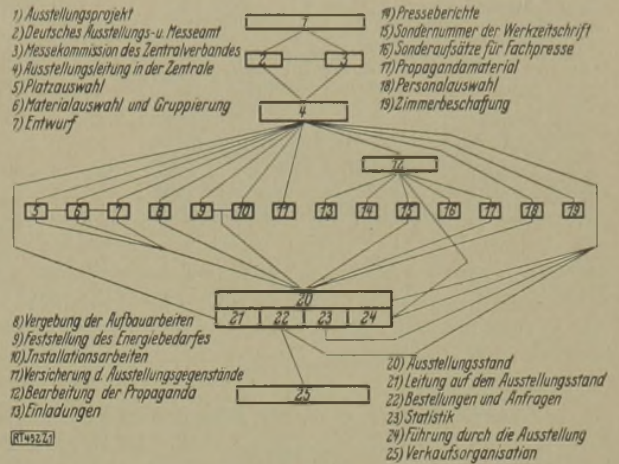 1) Ausstellungsprojekt
2) Deutsches Ausstellungs-u. Messeamt
3) Messekommission des Zentralverbandes
4) Ausstellungsleitung in der Zentrale
5) Platzauswahl
6) Materialauswahl und Gruppierung
7) Entwurf
14) Presseberichte
15) Sondernummer der Werkzeitschrift
16) Sonderaufsätze für Fachpresse
17) Propagandamaterial
18) Personalauswahl
19) Zimmerbeschaffung
1
2 3
4
12
5 6 7 8 9 10 11 13 14 15 16 17 18 19
20
21 22 23 24
25
8) Vergebung der Aufbauarbeiten
9) Feststellung des Energiebedarfes
10) Installationsarbeiten
11) Versicherung d. Ausstellungsgegenstände
12) Bearbeitung der Propaganda
13) Einladungen
RT492Z1
20) Ausstellungsstand
21) Leitung auf dem Ausstellungsstand
22) Bestellungen und Anfragen
23) Statistik
24) Führung durch die Ausstellung
25) Verkaufsorganisation